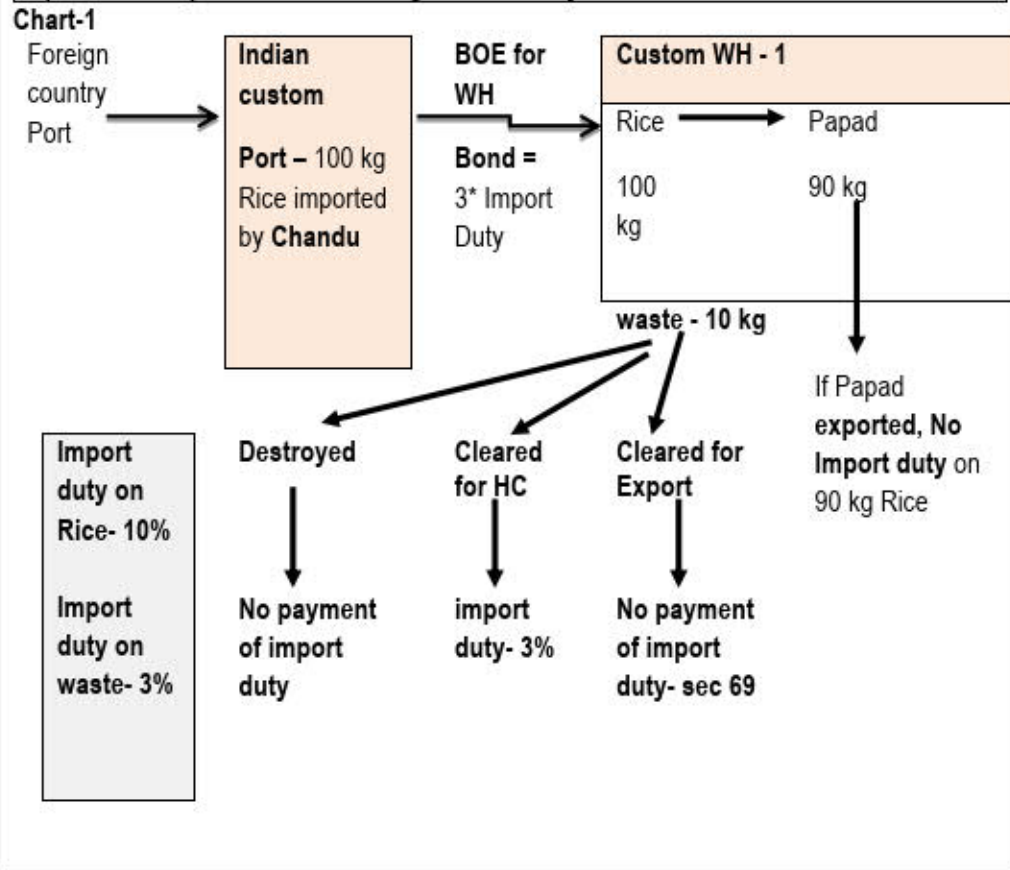 Chart-1
Foreign
country
Port
Indian
custom
Port – 100 kg
Rice imported
by Chandu
BOE for
WH
Bond =
3* Import
Duty
Custom WH - 1
Rice
Papad
100
kg
90 kg
waste - 10 kg
If Papad
exported, No
Import duty on
90 kg Rice
Import
duty on
Rice- 10%
Import
duty on
waste- 3%
Destroyed
Cleared
for HC
Cleared for
Export
No payment
of import
duty
import
duty- 3%
No payment
of import
duty- sec 69